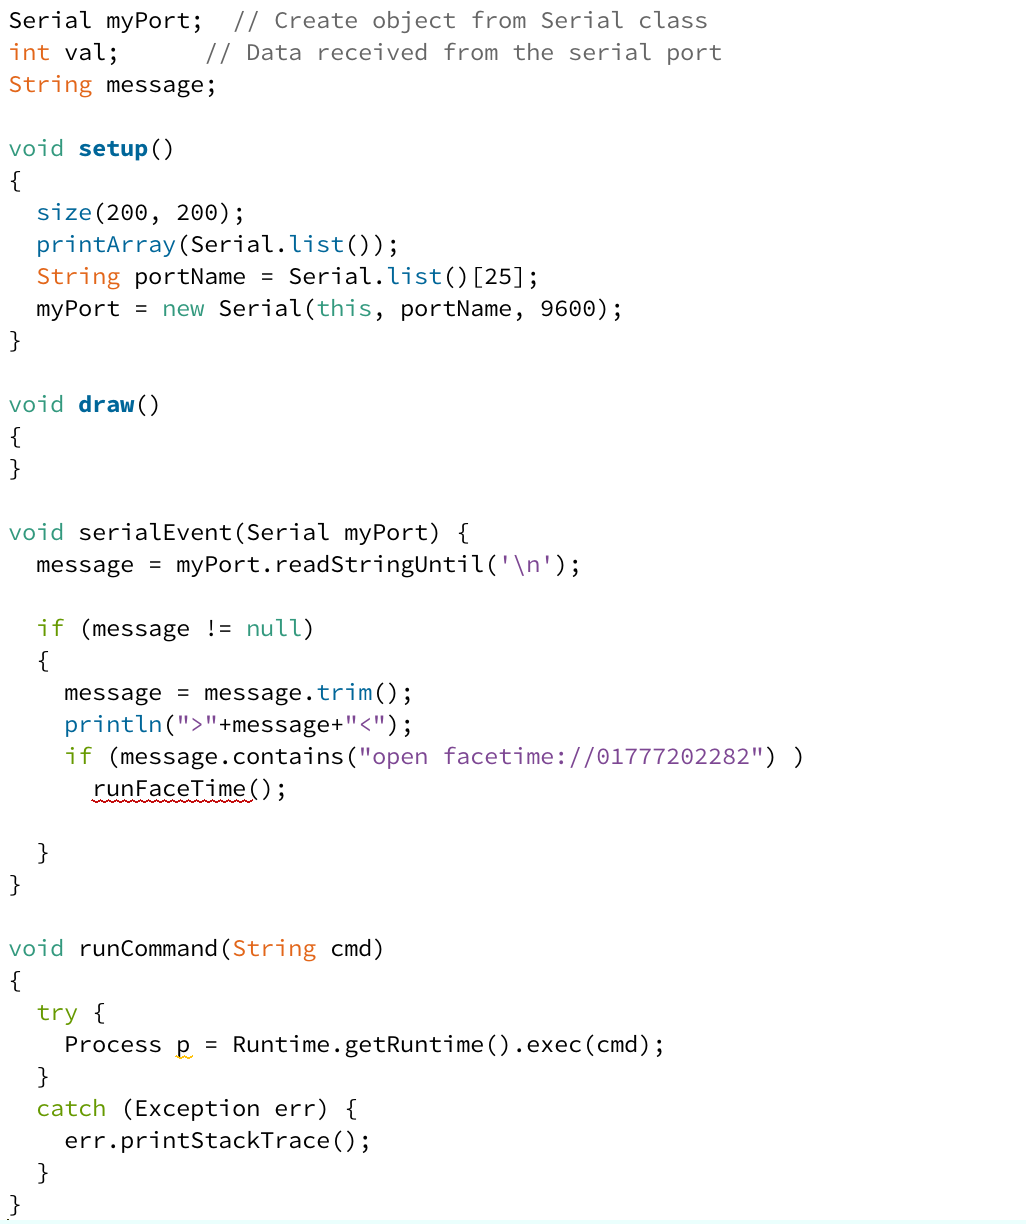 Serial myPort;  // Create object from Serial class
int val;      // Data received from the serial port
String message;

void setup()
{
  size(200, 200);
  printArray(Serial.list());
  String portName = Serial.list()[25];
  myPort = new Serial(this, portName, 9600);
}

void draw()
{
}

void serialEvent(Serial myPort) {
  message = myPort.readStringUntil('\n');

  if (message != null)
  {
    message = message.trim();
    println(">"+message+"<");
    if (message.contains("open facetime://01777202282") )
      runFaceTime();

  }
}

void runCommand(String cmd)
{
  try {
    Process p = Runtime.getRuntime().exec(cmd);
  }
  catch (Exception err) {
    err.printStackTrace();
  }
}